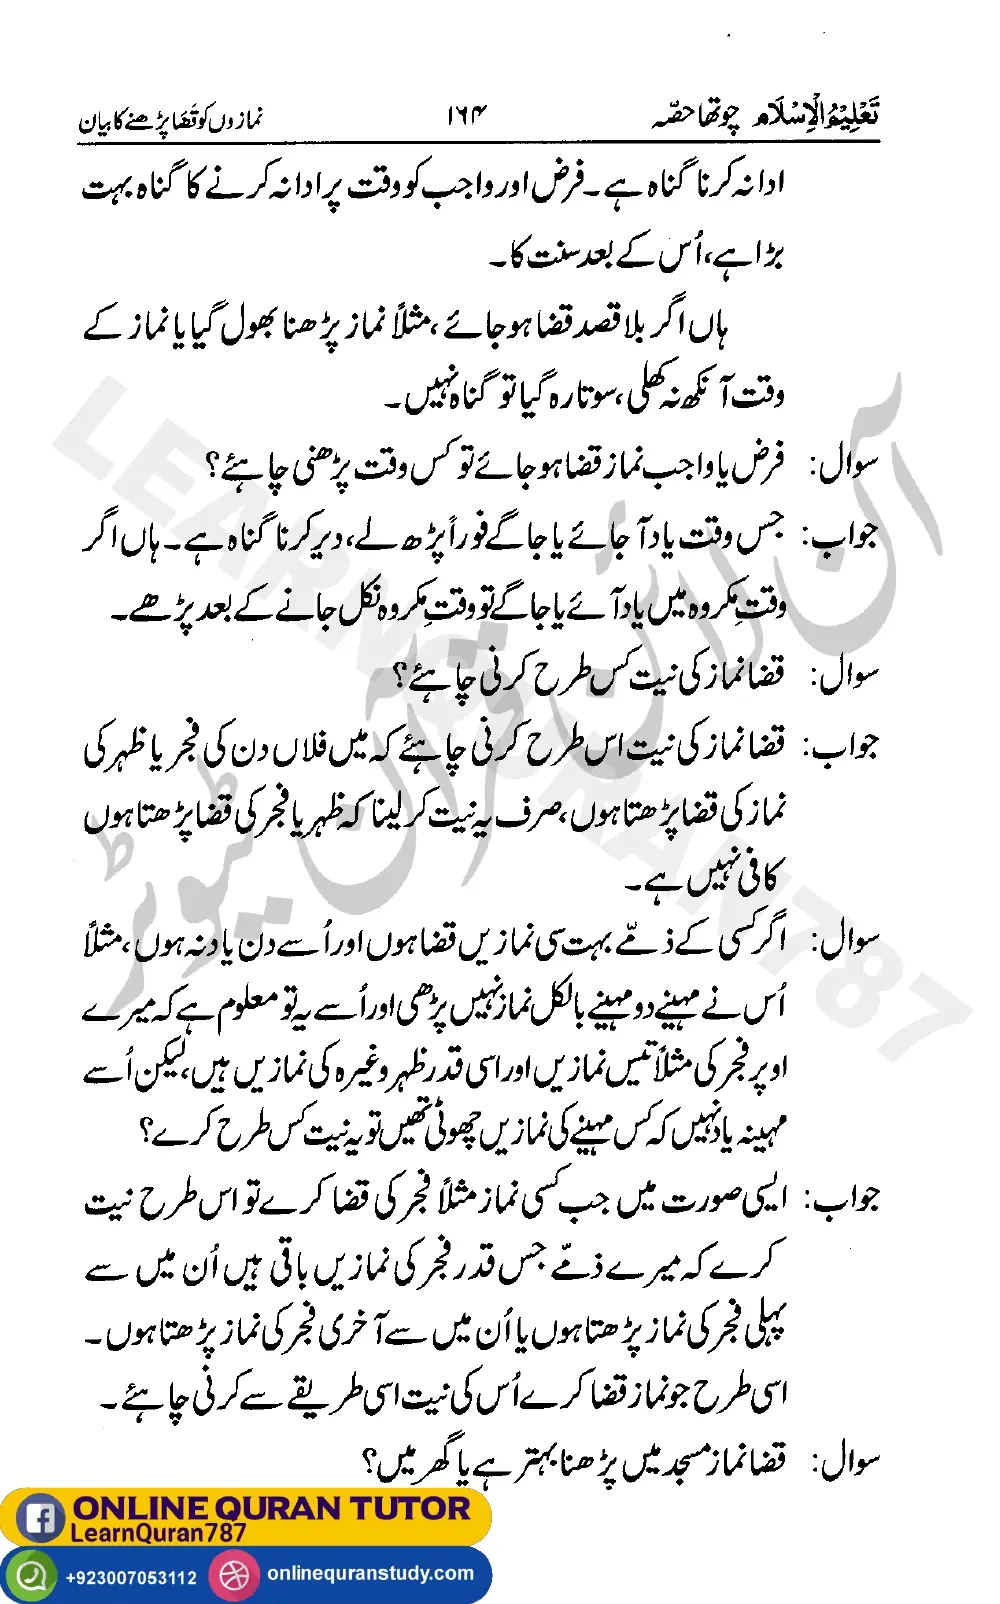 تَعْلِیْمُ الْاِسْلَام چوتھا حصّہ ۱۶۴ نمازوں کو قضا پڑھنے کا بیان
ادا نہ کرنا گناہ ہے۔ فرض اور واجب کو وقت پر ادا نہ کرنے کا گناہ بہت
بڑا ہے، اُس کے بعد سنت کا۔
ہاں اگر بلا قصد قضا ہو جائے، مثلاً نماز پڑھنا بھول گیا یا نماز کے
وقت آنکھ نہ کھلی، سوتا رہ گیا تو گناہ نہیں۔
سوال: فرض یا واجب نماز قضا ہو جائے تو کس وقت پڑھنی چاہئے؟
جواب: جس وقت یاد آ جائے یا جاگے فوراً پڑھ لے، دیر کرنا گناہ ہے۔ ہاں اگر
وقتِ مکروہ میں یاد آئے یا جاگے تو وقتِ مکروہ نکل جانے کے بعد پڑھے۔
سوال: قضا نماز کی نیت کس طرح کرنی چاہئے؟
جواب: قضا نماز کی نیت اس طرح کرنی چاہئے کہ میں فلاں دن کی فجر یا ظہر کی
نماز کی قضا پڑھتا ہوں، صرف یہ نیت کر لینا کہ ظہر یا فجر کی قضا پڑھتا ہوں
کافی نہیں ہے۔
سوال: اگر کسی کے ذمّے بہت سی نمازیں قضا ہوں اور اُسے دن یاد نہ ہوں، مثلاً
اُس نے مہینے دو مہینے بالکل نماز نہیں پڑھی اور اُسے یہ تو معلوم ہے کہ میرے
اوپر فجر کی مثلاً تیس نمازیں اور اسی قدر ظہر وغیرہ کی نمازیں ہیں، لیکن اُسے
مہینہ یاد نہیں کہ کس مہینے کی نمازیں چھوٹی تھیں تو یہ نیت کس طرح کرے؟
جواب: ایسی صورت میں جب کسی نماز مثلاً فجر کی قضا کرے تو اس طرح نیت
کرے کہ میرے ذمّے جس قدر فجر کی نمازیں باقی ہیں اُن میں سے
پہلی فجر کی نماز پڑھتا ہوں یا اُن میں سے آخری فجر کی نماز پڑھتا ہوں۔
اسی طرح جو نماز قضا کرے اُس کی نیت اسی طریقے سے کرنی چاہئے۔
سوال: قضا نماز مسجد میں پڑھنا بہتر ہے یا گھر میں؟
LEARNQURAN787
آن لائن قرآن ٹیوٹر
ONLINE QURAN TUTOR
LearnQuran787
+923007053112 onlinequranstudy.com